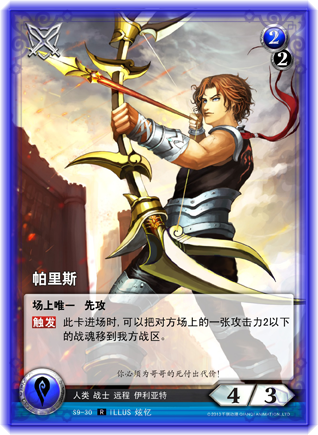 2
2
帕里斯
场上唯一 先攻
触发 此卡进场时,可以把对方场上的一张攻击力2以下
的战魂移到我方战区。
你必须为哥哥的死付出代价!
人类 战士 远程 伊利亚特
4 / 3
S9-30 R ILLUS 炫忆